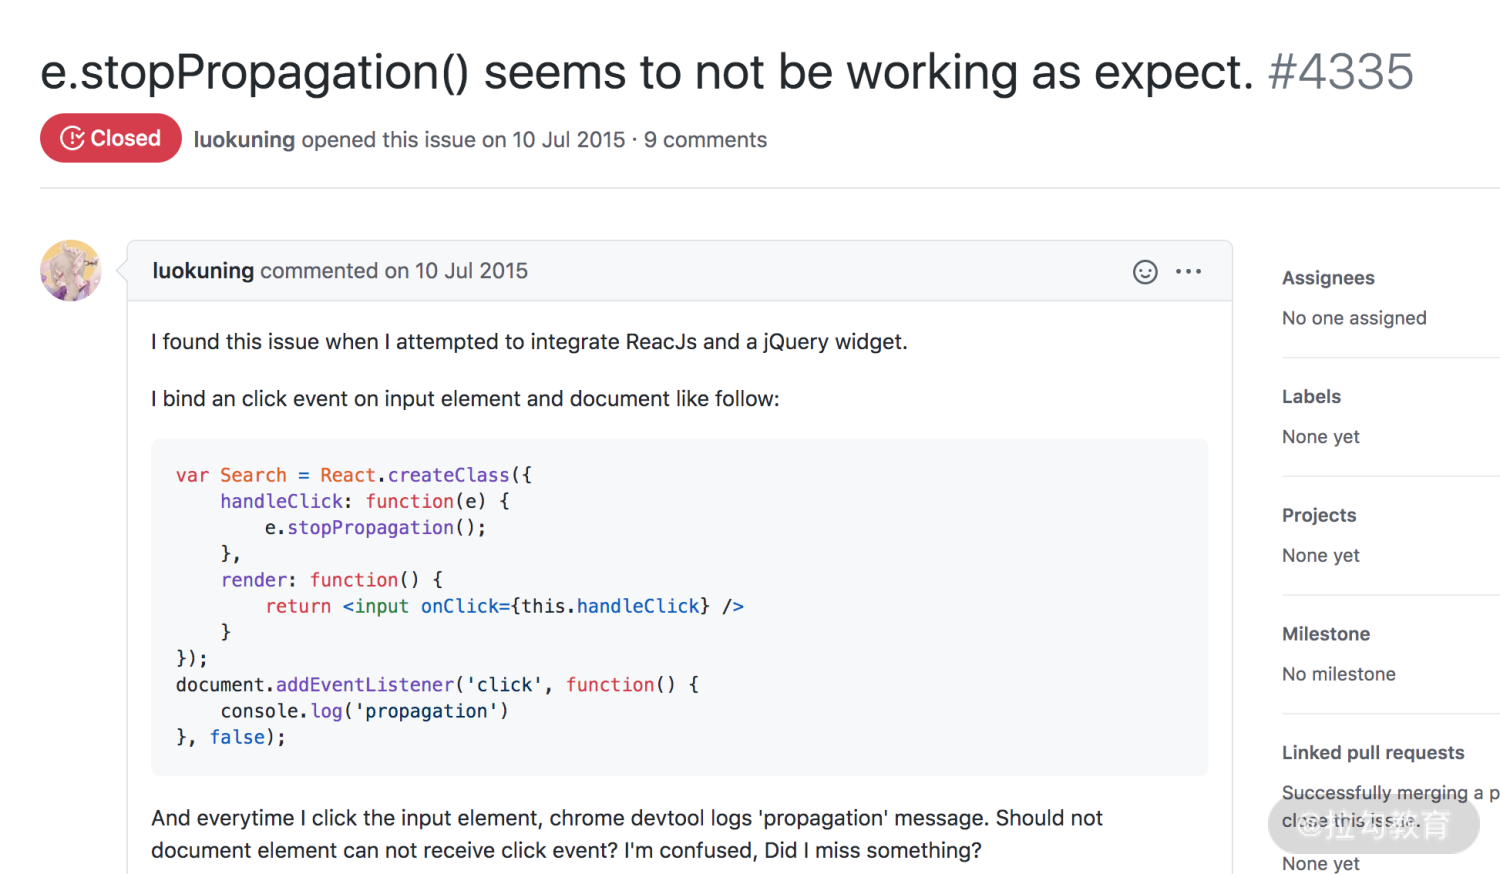 e.stopPropagation() seems to not be working as expect. #4335
Closed luokuning opened this issue on 10 Jul 2015 · 9 comments
luokuning commented on 10 Jul 2015
I found this issue when I attempted to integrate ReacJs and a jQuery widget.
I bind an click event on input element and document like follow:
var Search = React.createClass({
    handleClick: function(e) {
        e.stopPropagation();
    },
    render: function() {
        return <input onClick={this.handleClick} />
    }
});
document.addEventListener('click', function() {
    console.log('propagation')
}, false);
And everytime I click the input element, chrome devtool logs 'propagation' message. Should not
document element can not receive click event? I'm confused, Did I miss something?
Assignees
No one assigned
Labels
None yet
Projects
None yet
Milestone
No milestone
Linked pull requests
Successfully merging a p
close this issue.
None yet
@拉勾教育